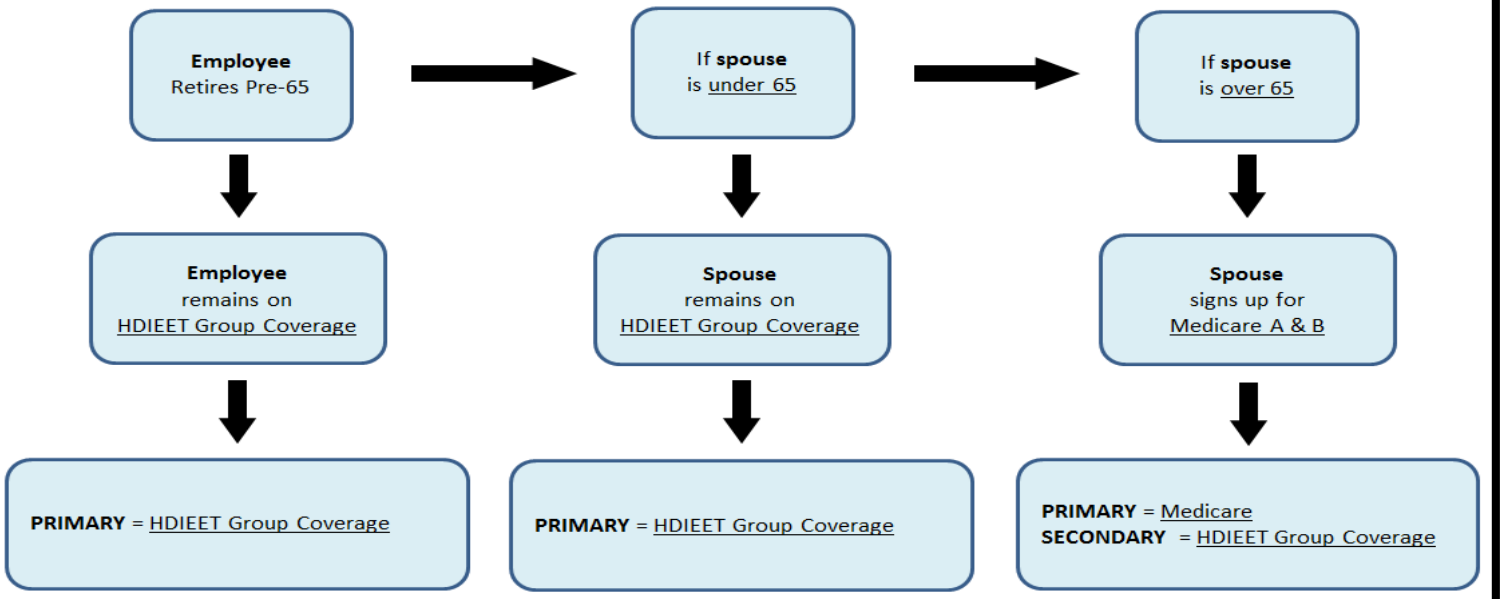 Employee
Retires Pre-65
If spouse
is under 65
If spouse
is over 65
Employee
remains on
HDIEET Group Coverage
Spouse
remains on
HDIEET Group Coverage
Spouse
signs up for
Medicare A & B
PRIMARY = HDIEET Group Coverage
PRIMARY = HDIEET Group Coverage
PRIMARY = Medicare
SECONDARY = HDIEET Group Coverage